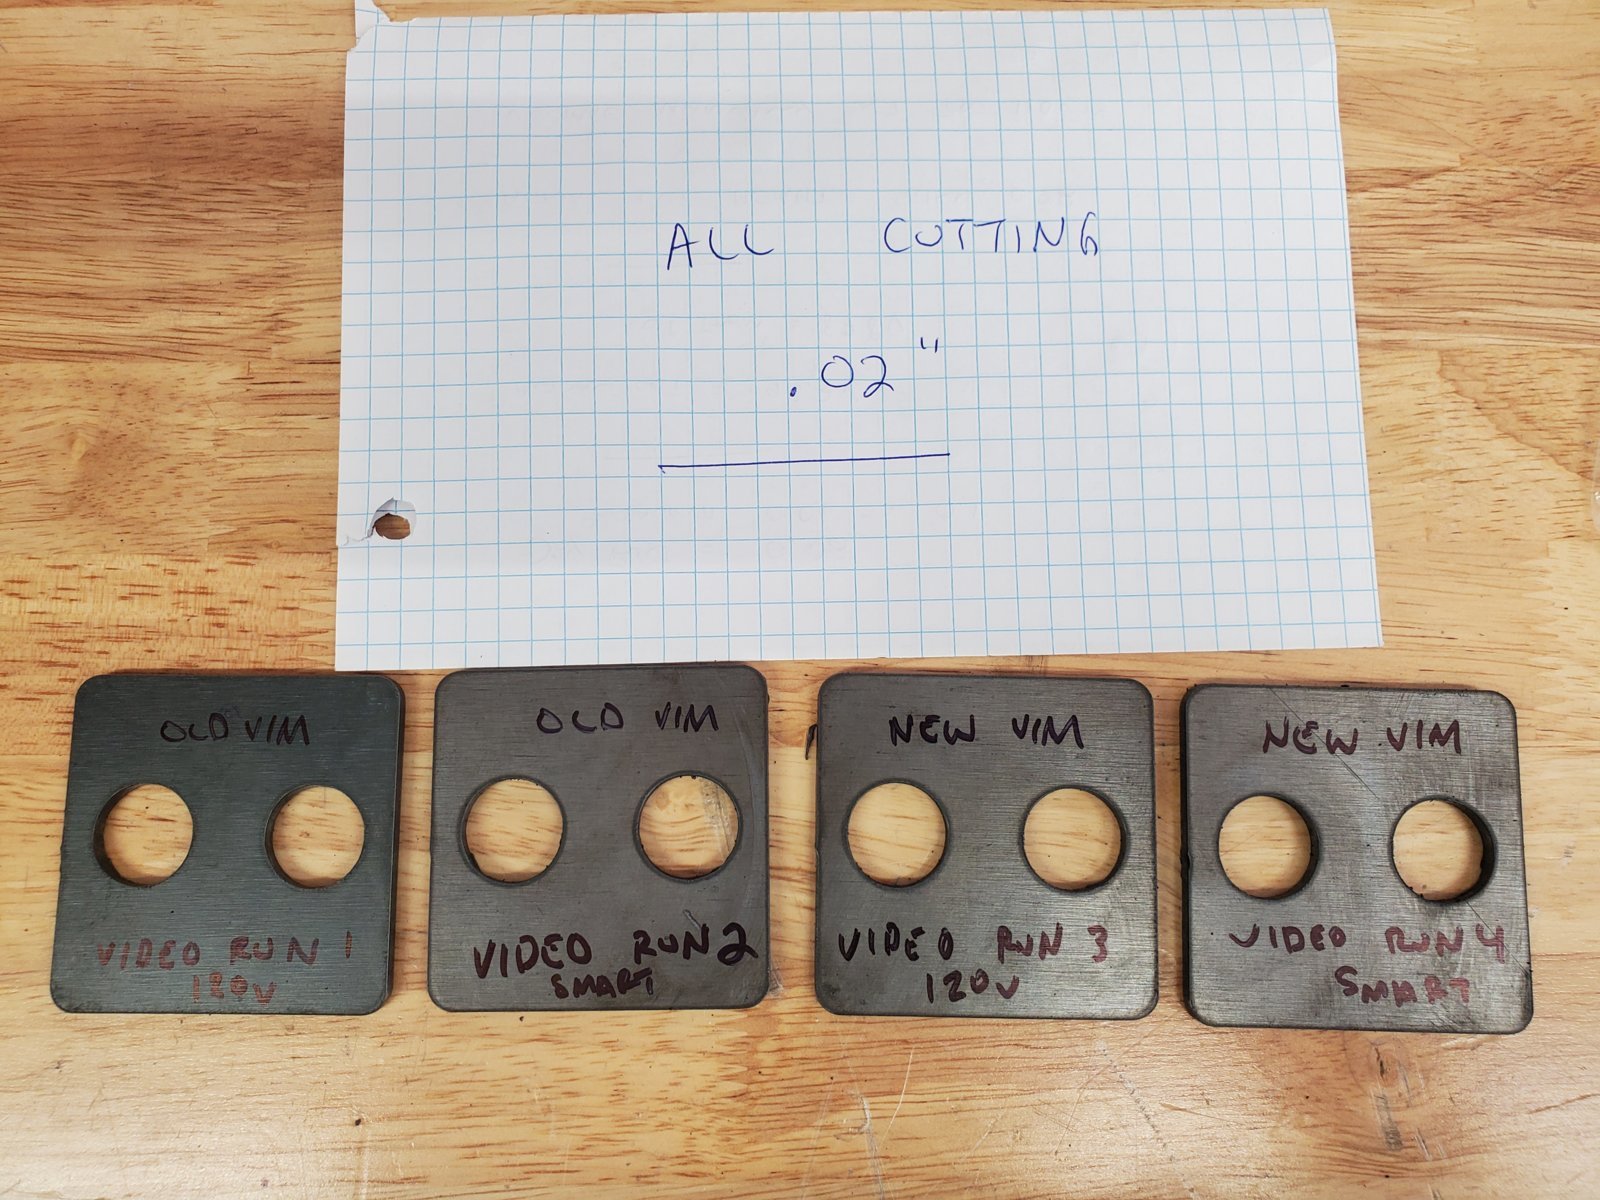 ALL CUTTING
.02"
OLD VIM
VIDEO RUN 1
120V
OLD VIM
VIDEO RUN 2
SMART
NEW VIM
VIDEO RUN 3
120V
NEW VIM
VIDEO RUN 4
SMART